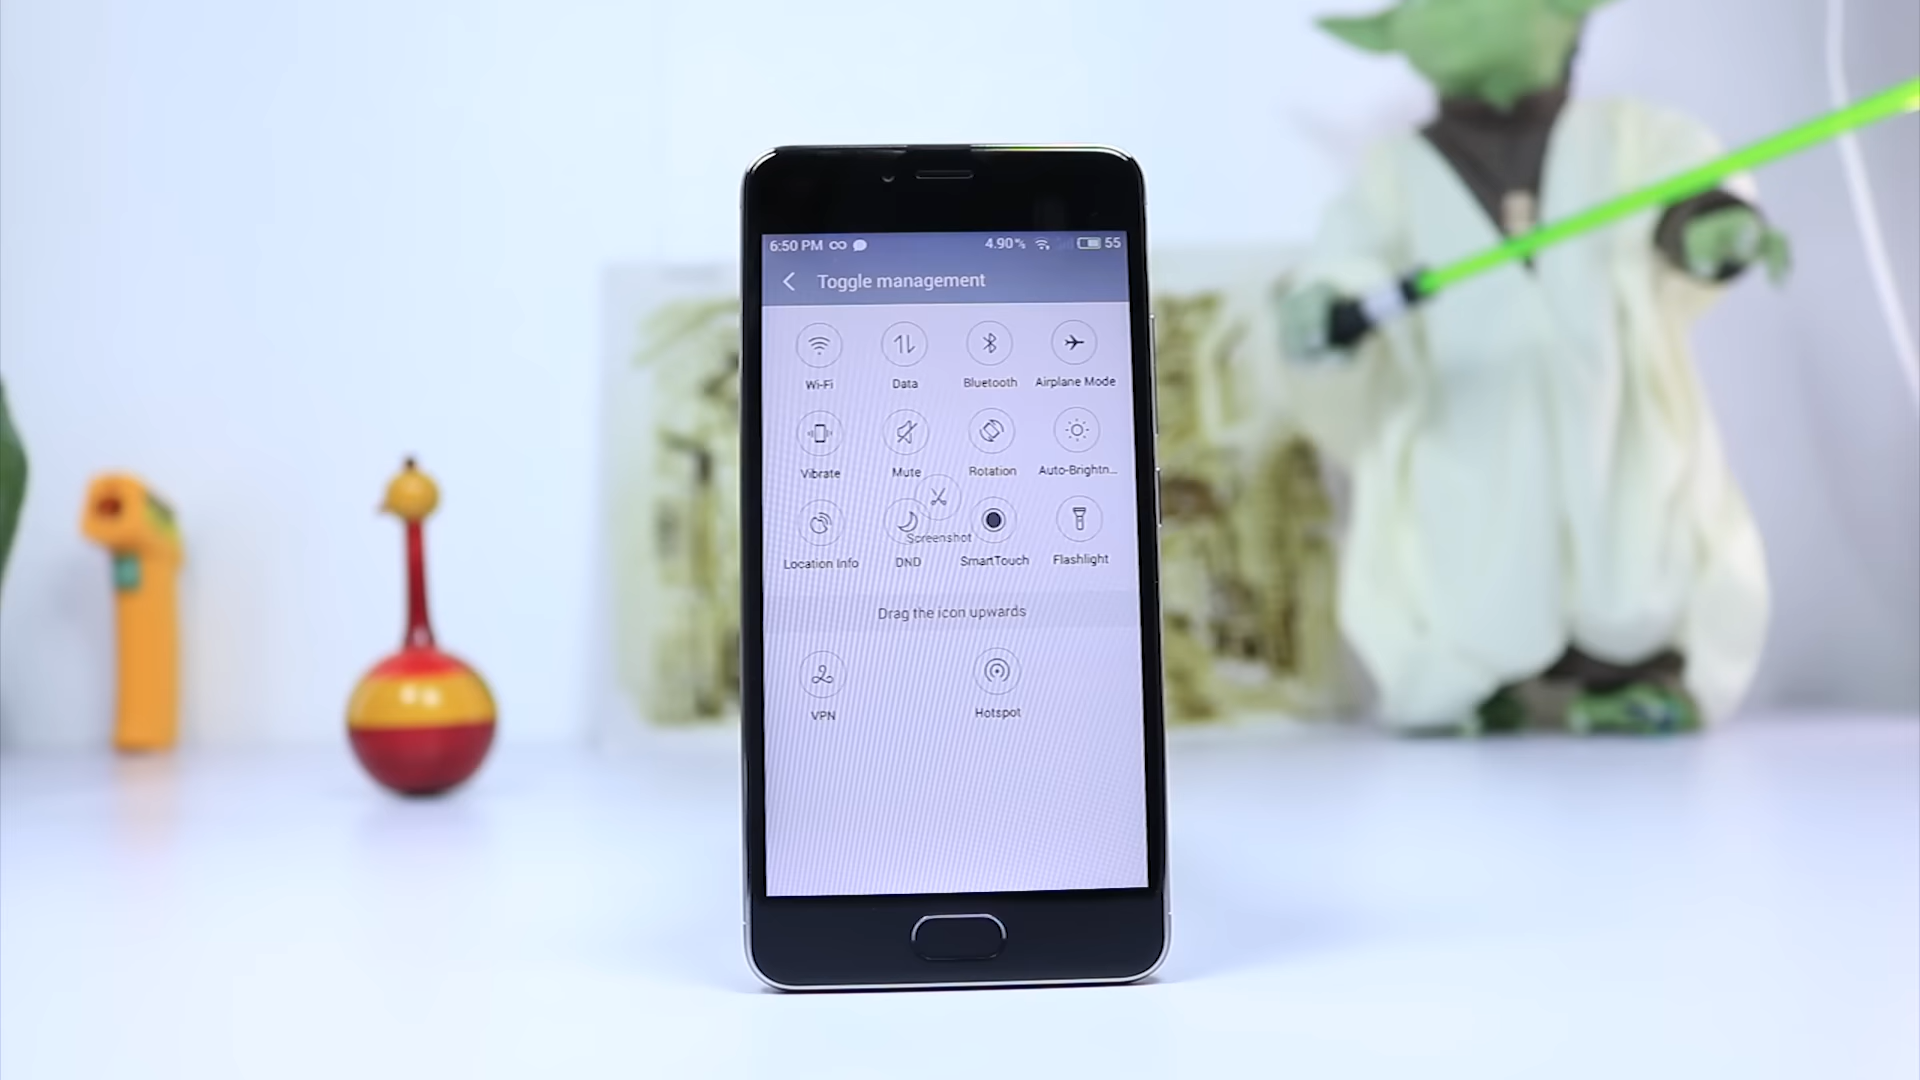 6:50 PM 4.90% 55
Toggle management
Wi-Fi Data Bluetooth Airplane Mode
Vibrate Mute Rotation Auto-Brightn...
Screenshot
Location Info DND SmartTouch Flashlight
Drag the icon upwards
VPN Hotspot